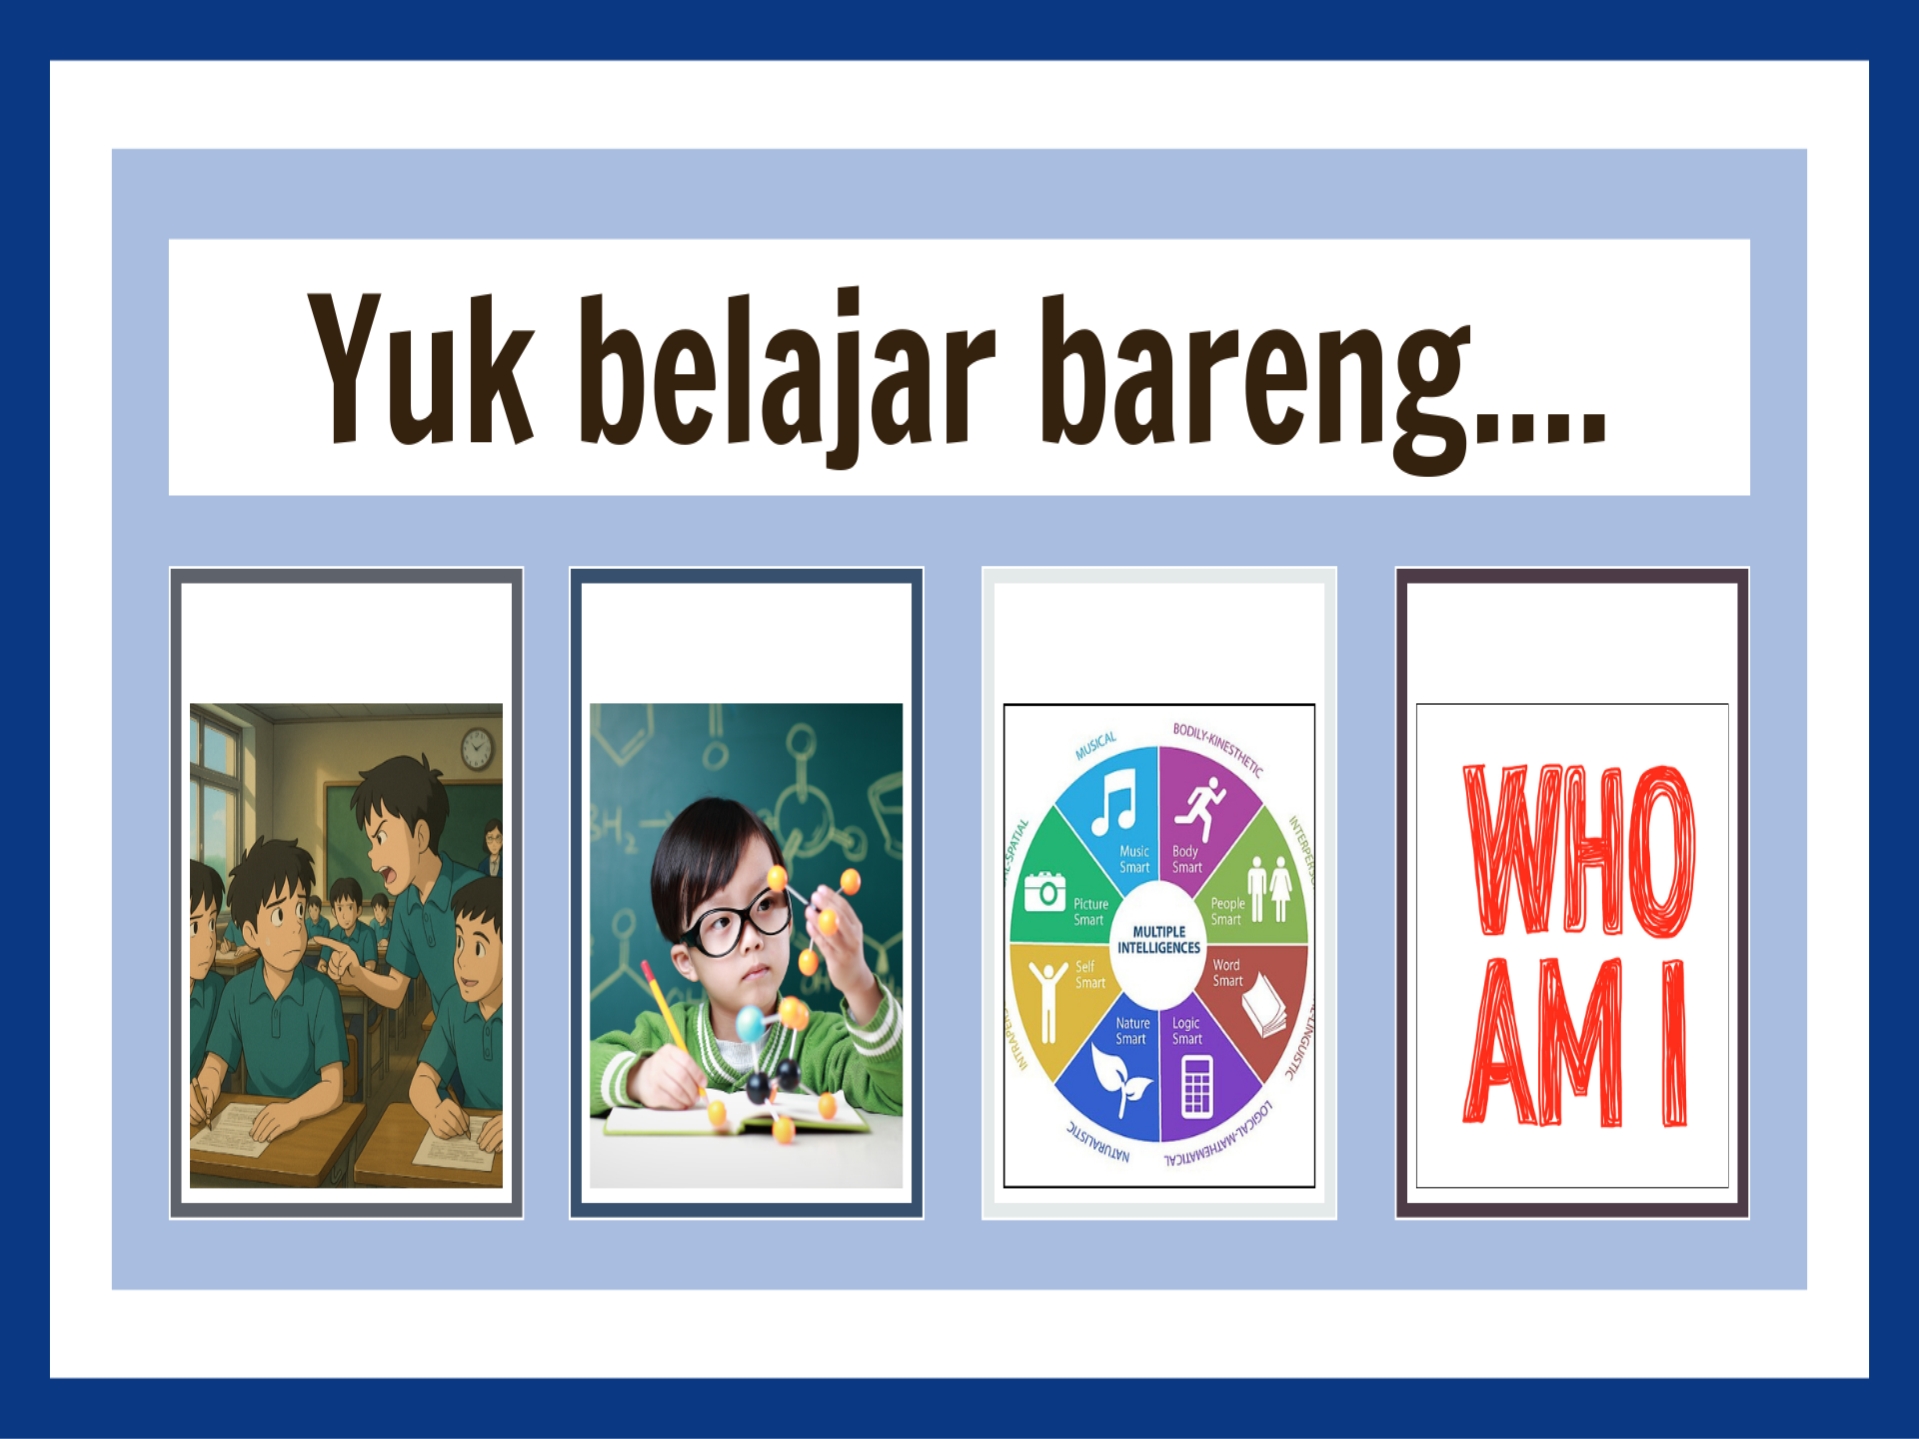 Yuk belajar bareng....
MUSICAL
BODILY-KINESTHETIC
Music
Smart
Body
Smart
Picture
Smart
People
Smart
MULTIPLE
INTELLIGENCES
Self
Smart
Word
Smart
Nature
Smart
Logic
Smart
NATURALISTIC
LOGICAL-MATHEMATICAL
WHO
AM I